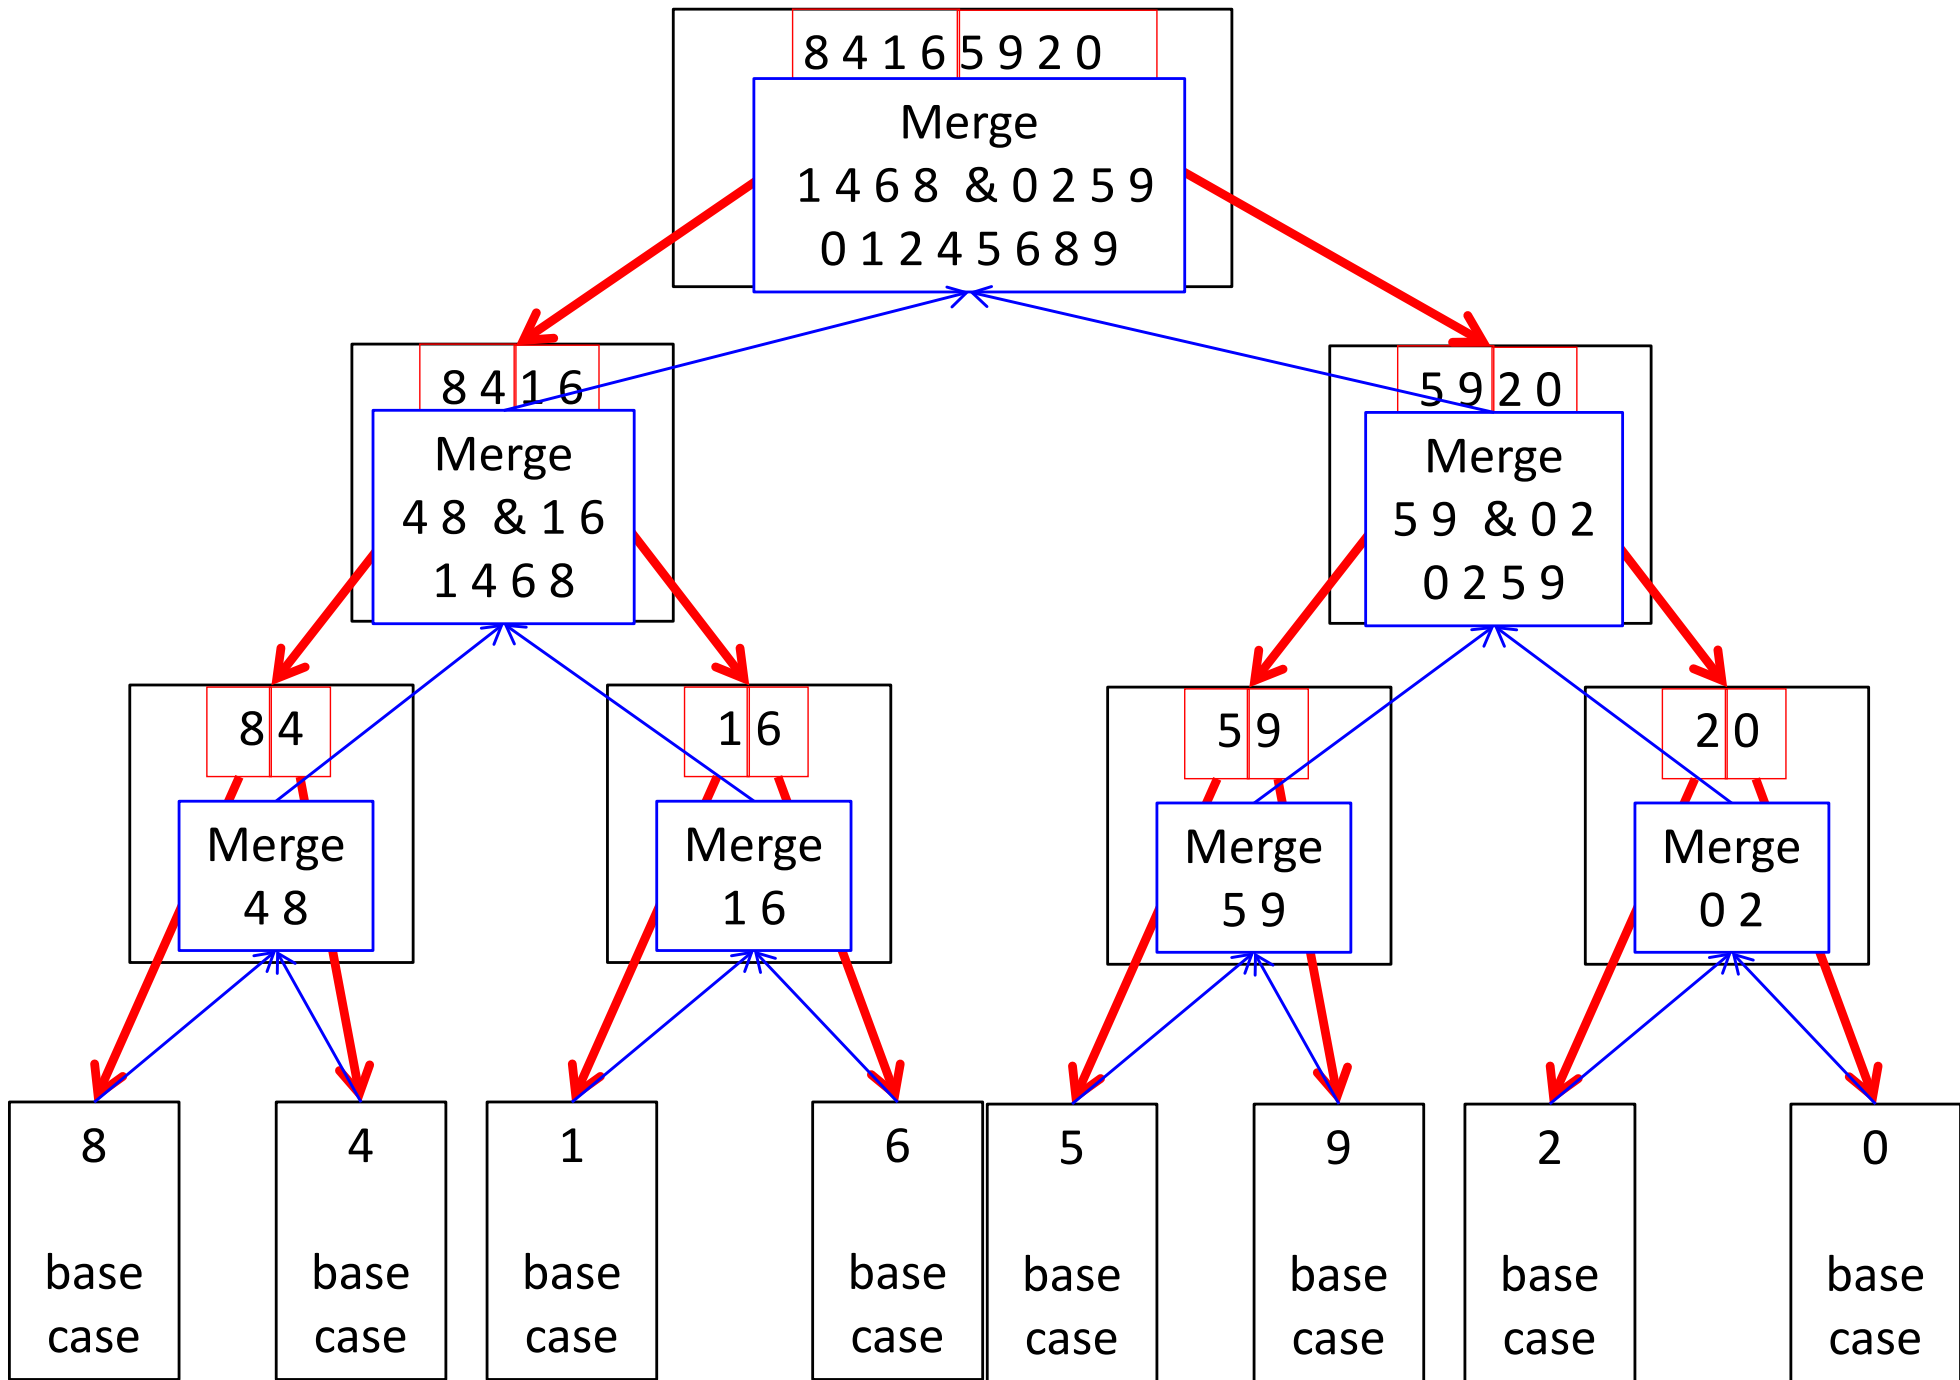 8 4 1 6 5 9 2 0
Merge
1 4 6 8 & 0 2 5 9
0 1 2 4 5 6 8 9
8 4 1 6
Merge
4 8 & 1 6
1 4 6 8
5 9 2 0
Merge
5 9 & 0 2
0 2 5 9
8 4
Merge
4 8
1 6
Merge
1 6
5 9
Merge
5 9
2 0
Merge
0 2
8
base
case
4
base
case
1
base
case
6
base
case
5
base
case
9
base
case
2
base
case
0
base
case